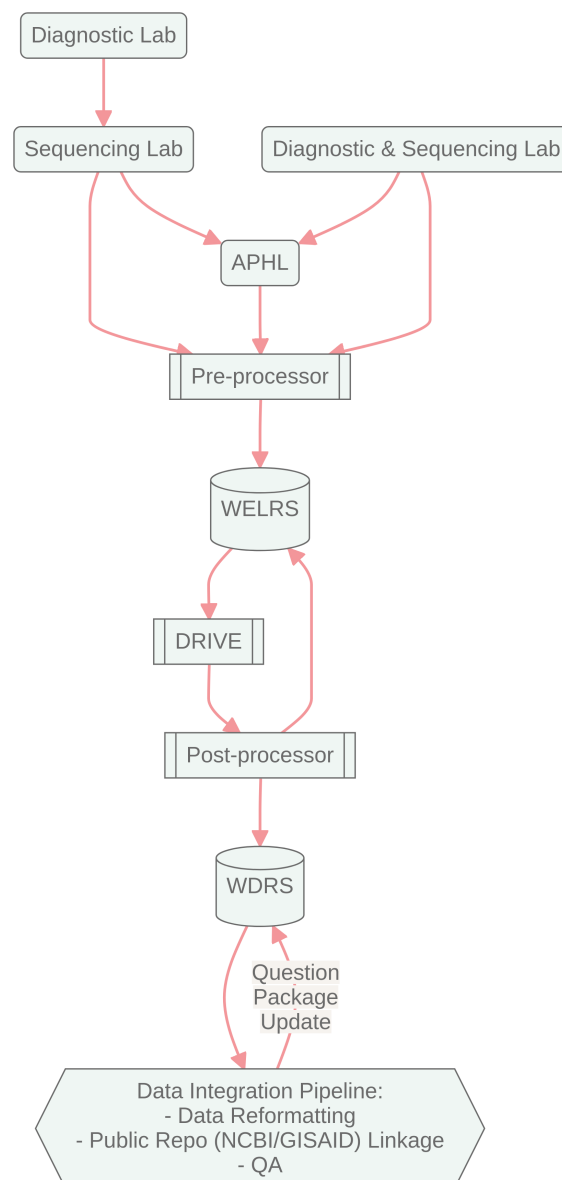 Diagnostic Lab
Sequencing Lab
Diagnostic & Sequencing Lab
APHL
Pre-processor
WELRS
DRIVE
Post-processor
WDRS
Question
Package
Update
Data Integration Pipeline:
- Data Reformatting
- Public Repo (NCBI/GISAID) Linkage
- QA